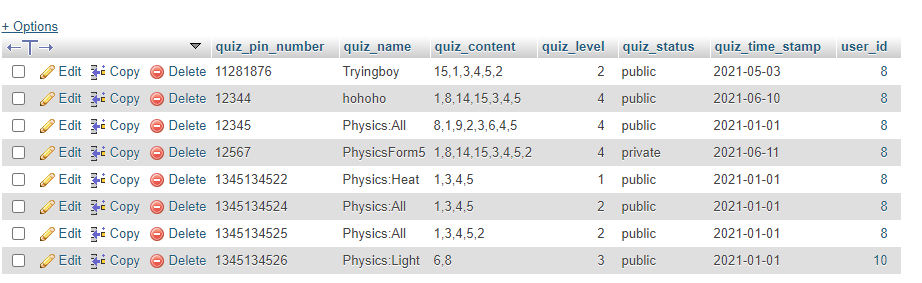 + Options
←T→ quiz_pin_number quiz_name quiz_content quiz_level quiz_status quiz_time_stamp user_id
Edit Copy Delete 11281876 Tryingboy 15,1,3,4,5,2 2 public 2021-05-03 8
Edit Copy Delete 12344 hohoho 1,8,14,15,3,4,5 4 public 2021-06-10 8
Edit Copy Delete 12345 Physics:All 8,1,9,2,3,6,4,5 4 public 2021-01-01 8
Edit Copy Delete 12567 PhysicsForm5 1,8,14,15,3,4,5,2 4 private 2021-06-11 8
Edit Copy Delete 1345134522 Physics:Heat 1,3,4,5 1 public 2021-01-01 8
Edit Copy Delete 1345134524 Physics:All 1,3,4,5 2 public 2021-01-01 8
Edit Copy Delete 1345134525 Physics:All 1,3,4,5,2 2 public 2021-01-01 8
Edit Copy Delete 1345134526 Physics:Light 6,8 3 public 2021-01-01 10